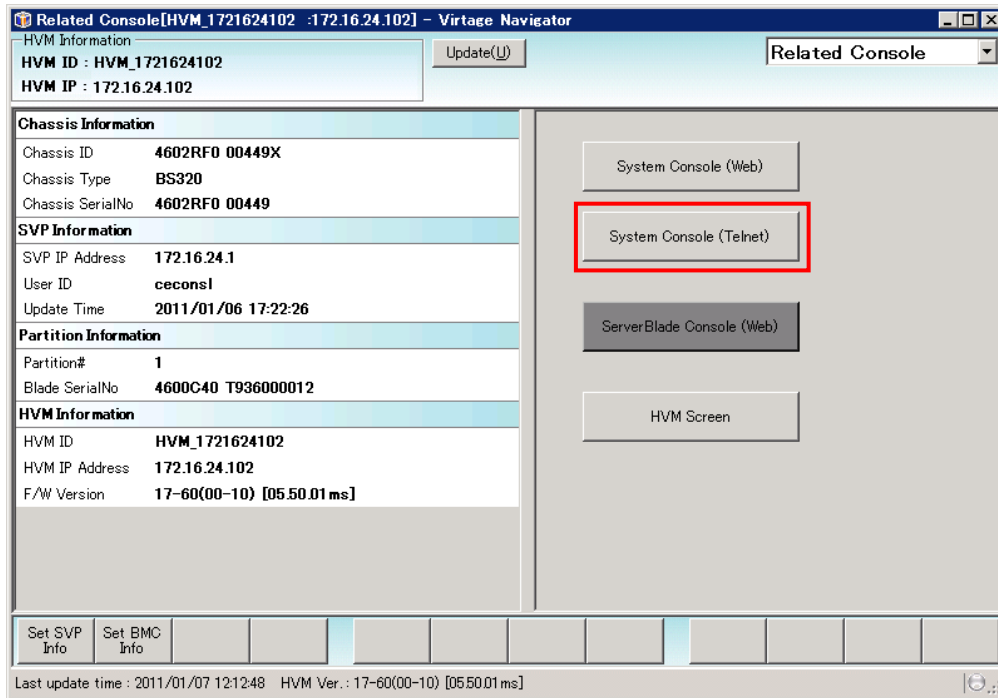 Related Console[HVM_1721624102 :172.16.24.102] - Virtage Navigator
HVM Information
HVM ID : HVM_1721624102
HVM IP : 172.16.24.102
Update(U)
Related Console
Chassis Information
Chassis ID 4602RF0 00449X
Chassis Type BS320
Chassis SerialNo 4602RF0 00449
SVP Information
SVP IP Address 172.16.24.1
User ID ceconsl
Update Time 2011/01/06 17:22:26
Partition Information
Partition# 1
Blade SerialNo 4600C40 T936000012
HVM Information
HVM ID HVM_1721624102
HVM IP Address 172.16.24.102
F/W Version 17-60(00-10) [05.50.01ms]
System Console (Web)
System Console (Telnet)
ServerBlade Console (Web)
HVM Screen
Set SVP Info
Set BMC Info
Last update time : 2011/01/07 12:12:48 HVM Ver. : 17-60(00-10) [05.50.01ms]